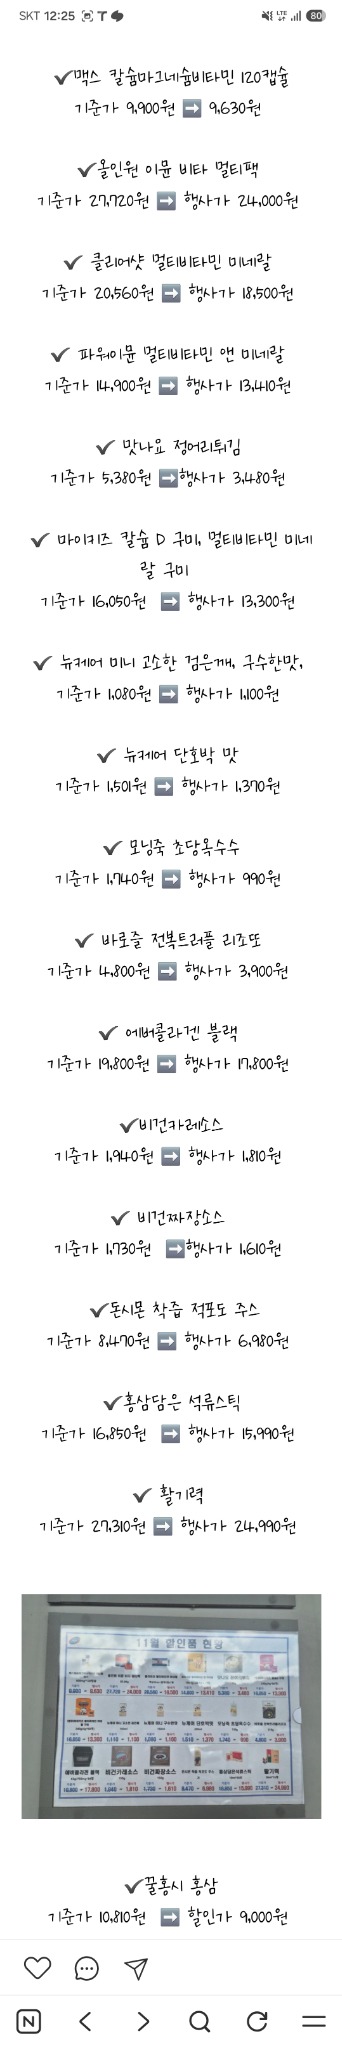 SKT 12:25
LTE
80
✔맥스 칼슘마그네슘비타민 120캡슐
기준가 9,900원 ➡ 9,630원
✔올인원 이뮨 비타 멀티팩
기준가 27,720원 ➡ 행사가 24,000원
✔ 클리어샷 멀티비타민 미네랄
기준가 20,560원 ➡ 행사가 18,500원
✔ 파워이뮨 멀티비타민 앤 미네랄
기준가 14,900원 ➡ 행사가 13,410원
✔ 맛나요 정어리튀김
기준가 5,380원 ➡행사가 3,480원
✔ 마이키즈 칼슘 D 구미, 멀티비타민 미네
랄 구미
기준가 16,050원 ➡ 행사가 13,300원
✔ 뉴케어 미니 고소한 검은깨, 구수한맛,
기준가 1,080원 ➡ 행사가 1,100원
✔ 뉴케어 단호박 맛
기준가 1,501원 ➡ 행사가 1,370원
✔ 모닝죽 초당옥수수
기준가 1,740원 ➡ 행사가 990원
✔ 바로즐 전복트러플 리조또
기준가 4,800원 ➡ 행사가 3,900원
✔ 에버콜라겐 블랙
기준가 19,800원 ➡ 행사가 17,800원
✔비건카레소스
기준가 1,940원 ➡ 행사가 1,810원
✔ 비건짜장소스
기준가 1,730원 ➡행사가 1,610원
✔돈시몬 착즙 적포도 주스
기준가 8,470원 ➡ 행사가 6,980원
✔홍삼담은 석류스틱
기준가 16,850원 ➡ 행사가 15,990원
✔ 활기력
기준가 27,310원 ➡ 행사가 24,990원
11월 할인품 현황
에버콜라겐 블랙 비건카레소스 비건짜장소스 활기력
✔꿀홍시 홍삼
기준가 10,810원 ➡ 할인가 9,000원
N